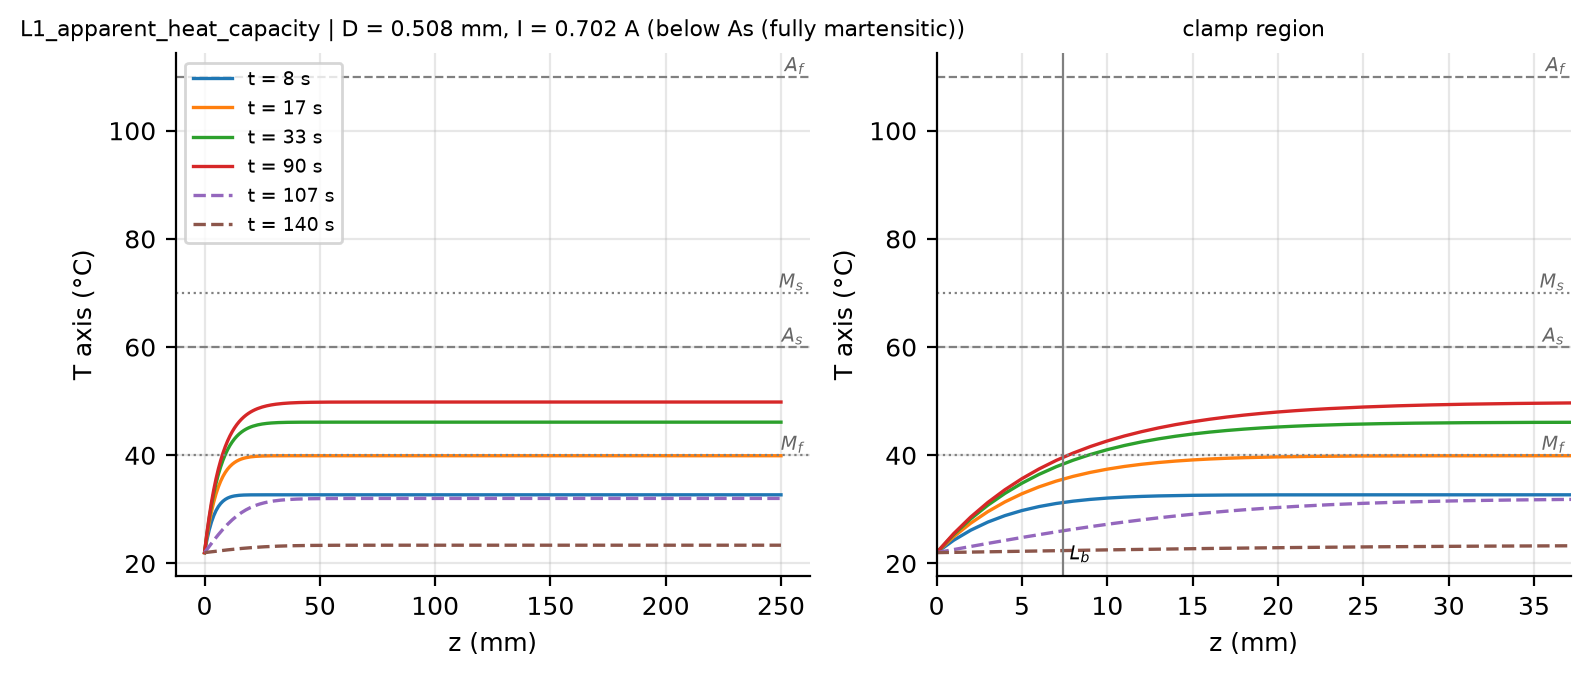 L1_apparent_heat_capacity | D = 0.508 mm, I = 0.702 A (below As (fully martensitic))
t = 8 s
t = 17 s
t = 33 s
t = 90 s
t = 107 s
t = 140 s
A_f
M_s
A_s
M_f
100
80
60
40
20
T axis (°C)
0
50
100
150
200
250
z (mm)
clamp region
A_f
M_s
A_s
M_f
L_b
100
80
60
40
20
T axis (°C)
0
5
10
15
20
25
30
35
z (mm)